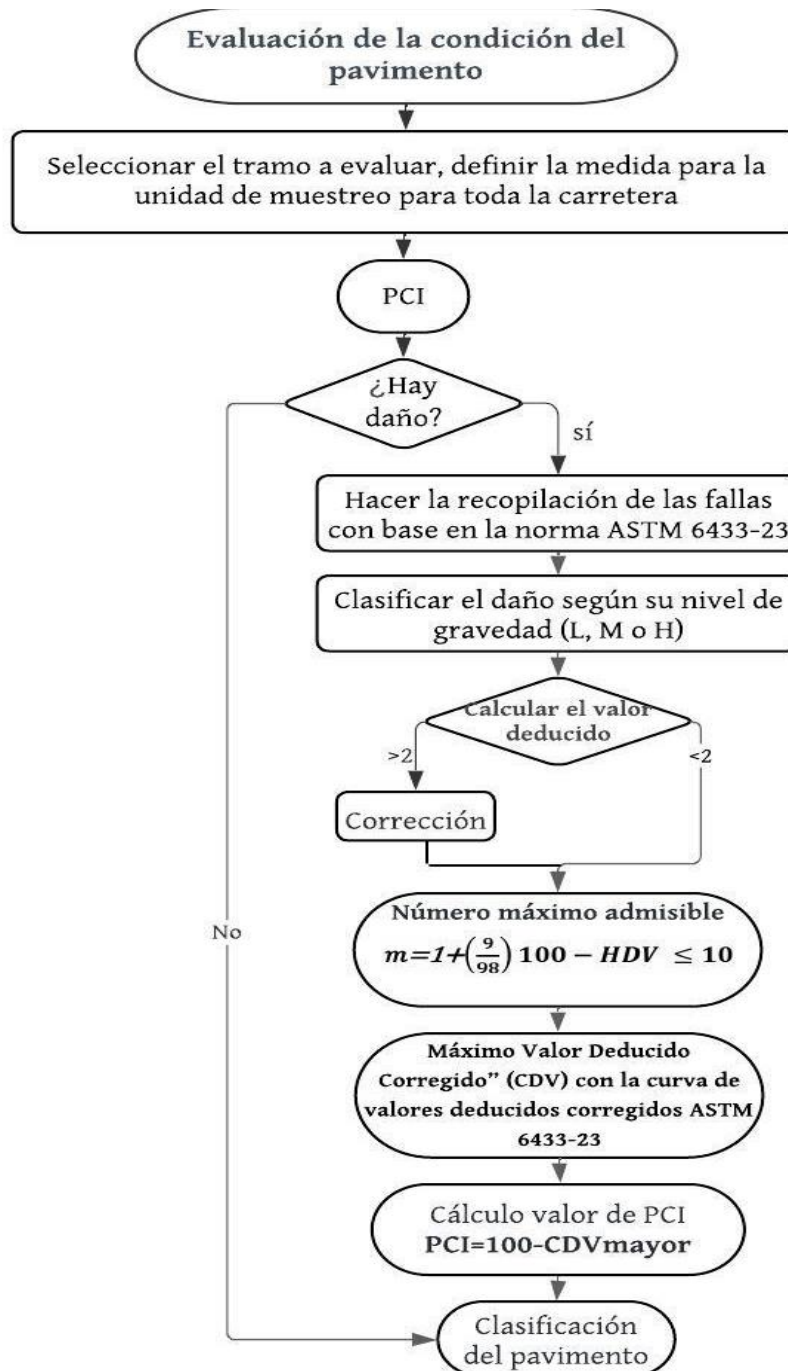 Evaluación de la condición del
pavimento
Seleccionar el tramo a evaluar, definir la medida para la
unidad de muestreo para toda la carretera
PCI
¿Hay
daño?
sí
Hacer la recopilación de las fallas
con base en la norma ASTM 6433-23
Clasificar el daño según su nivel de
gravedad (L, M o H)
Calcular el valor
deducido
>2
<2
Corrección
No
Número máximo admisible
m=1+(9/98) 100 − HDV ≤ 10
Máximo Valor Deducido
Corregido” (CDV) con la curva de
valores deducidos corregidos ASTM
6433-23
Cálculo valor de PCI
PCI=100-CDVmayor
Clasificación
del pavimento